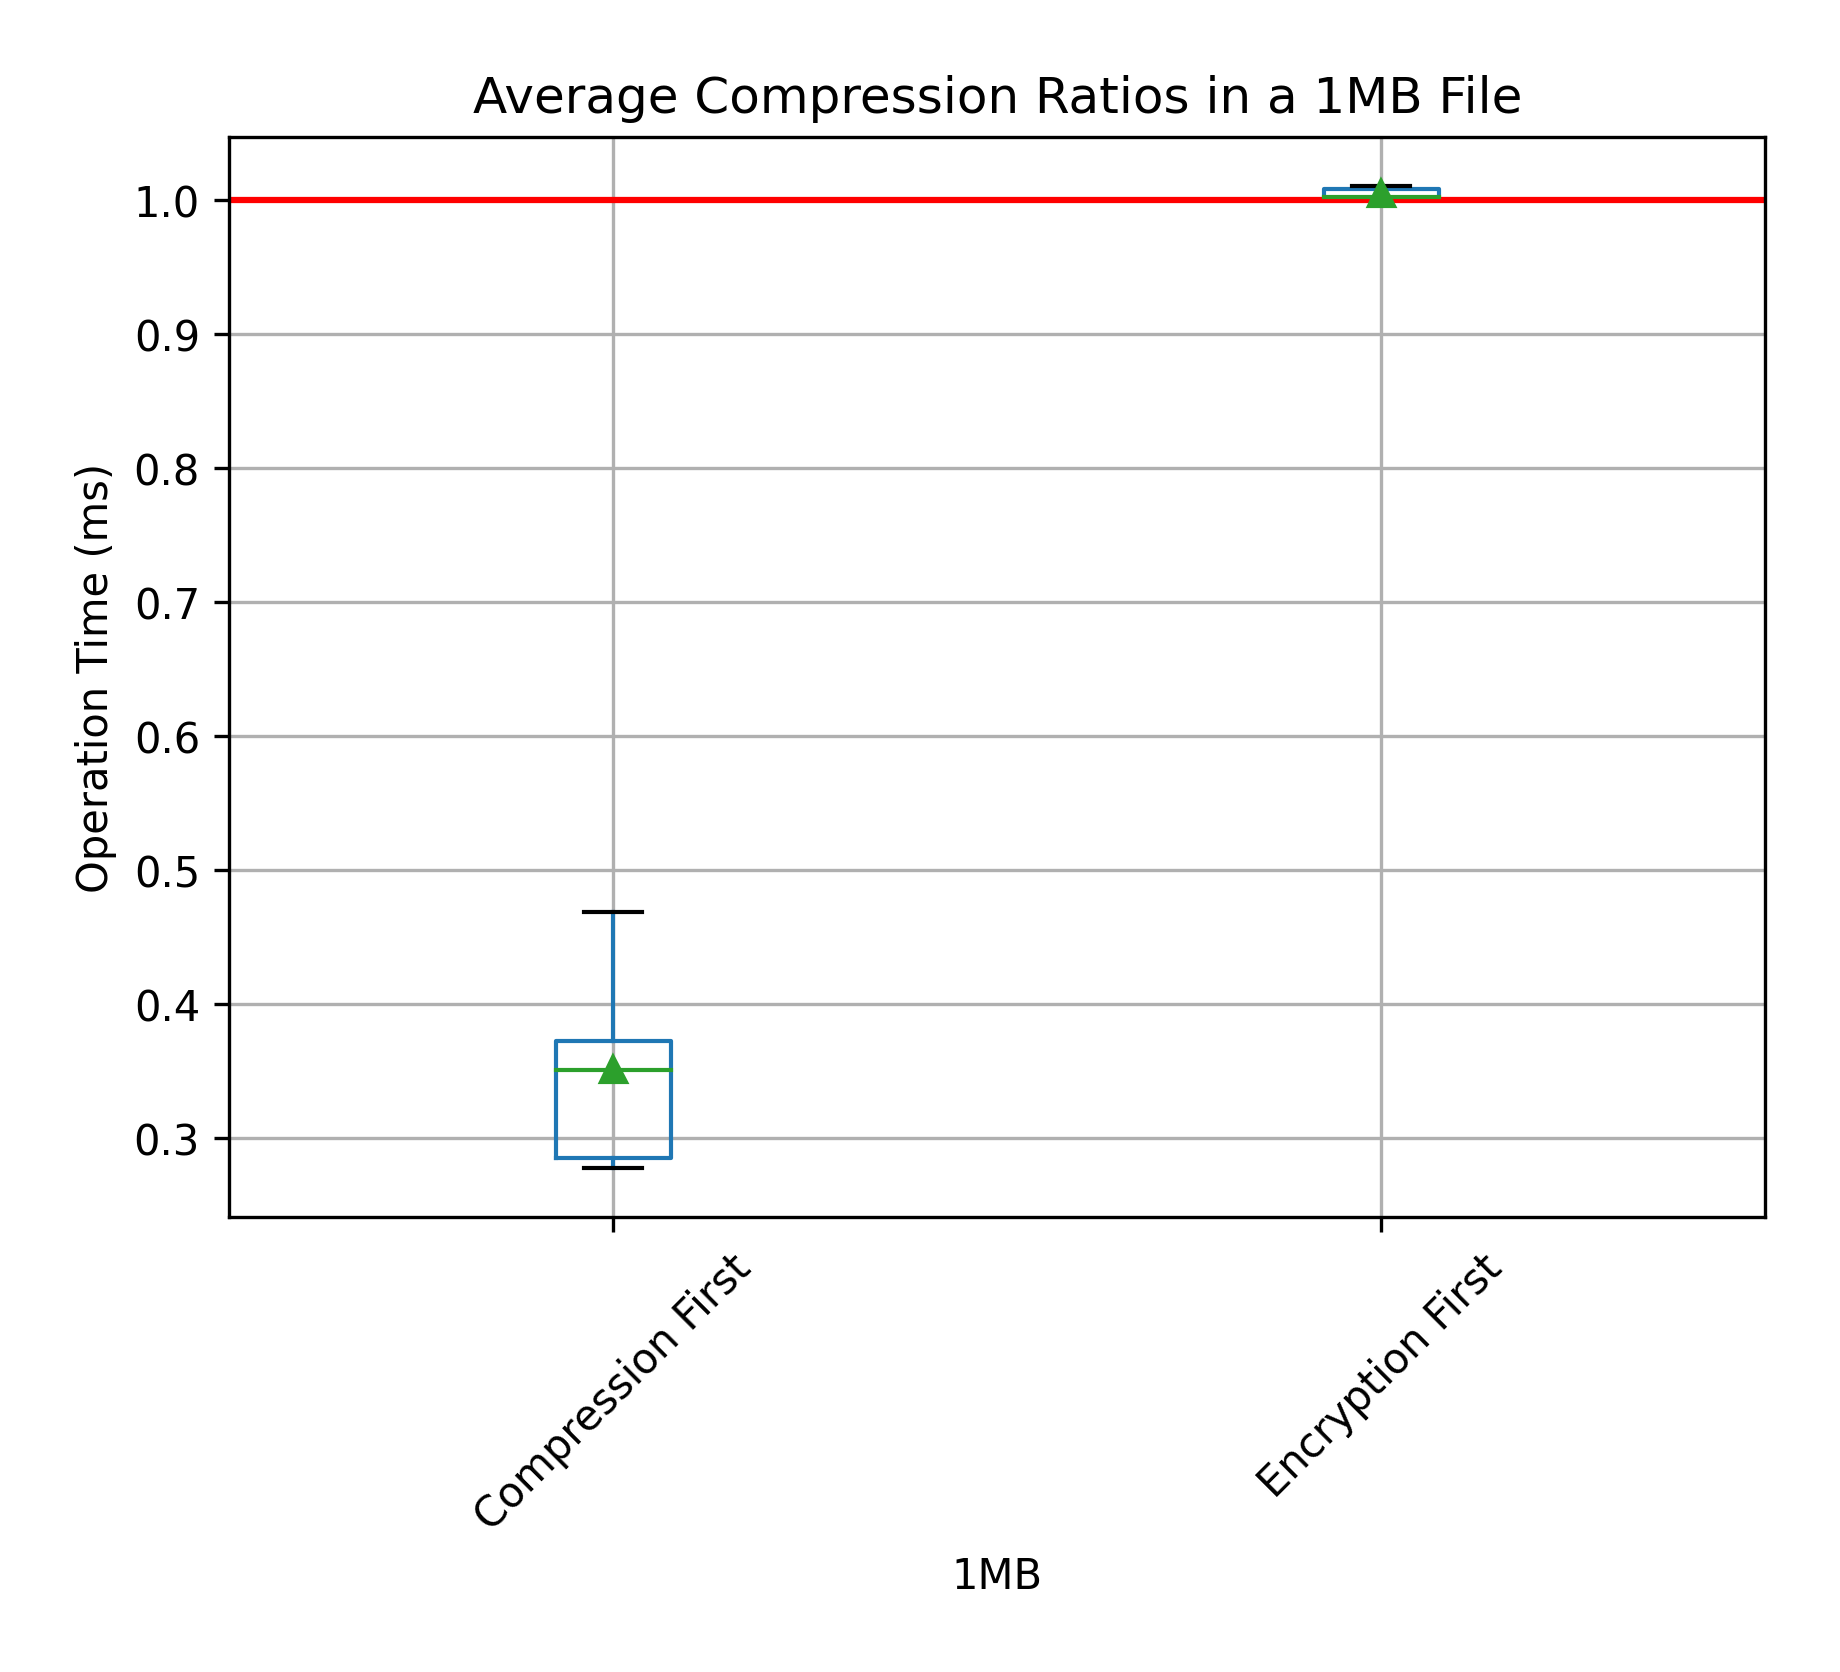 Average Compression Ratios in a 1MB File
Operation Time (ms)
1.0
0.9
0.8
0.7
0.6
0.5
0.4
0.3
Compression First
Encryption First
1MB